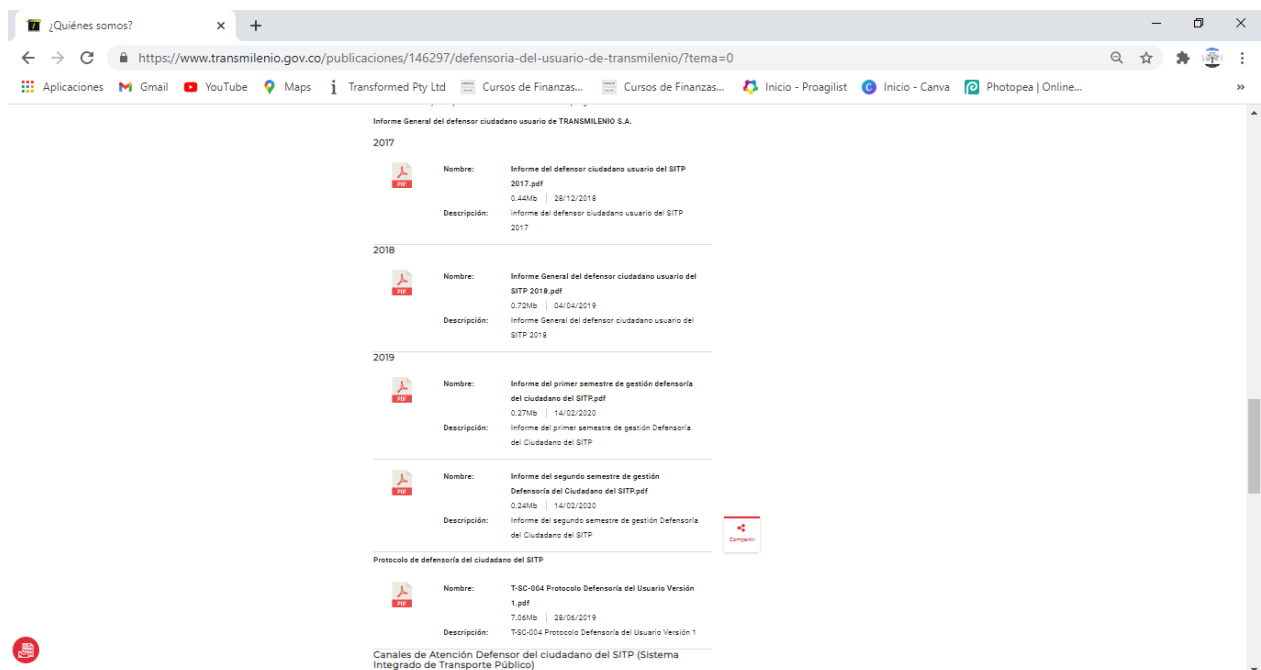 ¿Quiénes somos?
https://www.transmilenio.gov.co/publicaciones/146297/defensoria-del-usuario-de-transmilenio/?tema=0
Aplicaciones Gmail YouTube Maps Transformed Pty Ltd Cursos de Finanzas... Cursos de Finanzas... Inicio - Proagilist Inicio - Canva Photopea | Online... »
Informe General del defensor ciudadano usuario de TRANSMILENIO S.A.
2017
PDF Nombre: Informe del defensor ciudadano usuario del SITP
2017.pdf
0.44Mb | 28/12/2018
Descripción: informe del defensor ciudadano usuario del SITP
2017
2018
PDF Nombre: Informe General del defensor ciudadano usuario del
SITP 2018.pdf
0.72Mb | 04/04/2019
Descripción: Informe General del defensor ciudadano usuario del
SITP 2018
2019
PDF Nombre: Informe del primer semestre de gestión defensoría
del ciudadano del SITP.pdf
0.27Mb | 14/02/2020
Descripción: Informe del primer semestre de gestión Defensoría
del Ciudadano del SITP
PDF Nombre: Informe del segundo semestre de gestión
Defensoría del Ciudadano del SITP.pdf
0.24Mb | 14/02/2020
Descripción: Informe del segundo semestre de gestión Defensoría
del Ciudadano del SITP
Compartir
Protocolo de defensoría del ciudadano del SITP
PDF Nombre: T-SC-004 Protocolo Defensoría del Usuario Versión
1.pdf
7.06Mb | 28/06/2019
Descripción: T-SC-004 Protocolo Defensoría del Usuario Versión 1
Canales de Atención Defensor del ciudadano del SITP (Sistema
Integrado de Transporte Público)